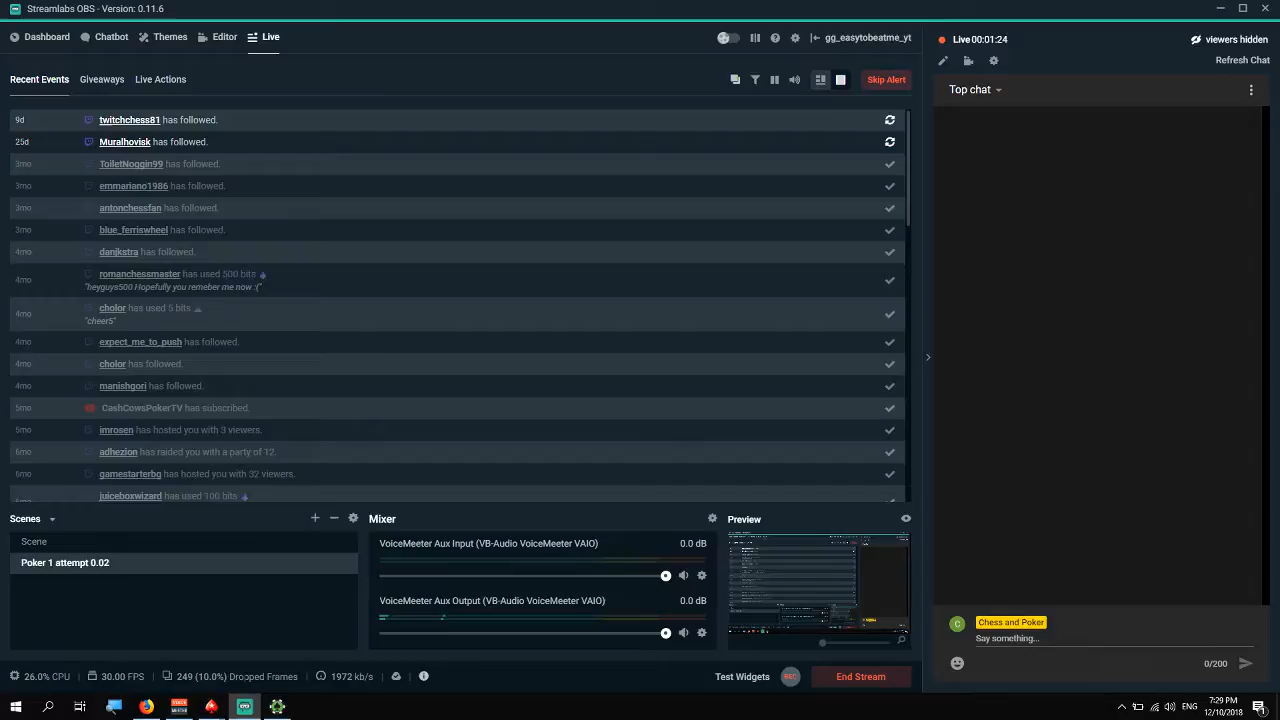 Streamlabs OBS - Version: 0.11.6
Dashboard Chatbot Themes Editor Live gg_easytobeatme_yt
Recent Events Giveaways Live Actions Skip Alert
9d twitchchess81 has followed.
25d Muralhovisk has followed.
3mo ToiletNoggin99 has followed.
3mo emmariano1986 has followed.
3mo antonchessfan has followed.
3mo blue_ferriswheel has followed.
4mo danjkstra has followed.
4mo romanchessmaster has used 500 bits
"heyguys500 Hopefully you remeber me now :("
4mo cholor has used 5 bits
"cheer5"
4mo expect_me_to_push has followed.
4mo cholor has followed.
4mo manishgori has followed.
5mo CashCowsPokerTV has subscribed.
5mo imrosen has hosted you with 3 viewers.
6mo adhezion has raided you with a party of 12.
6mo gamestarterbg has hosted you with 32 viewers.
juiceboxwizard has used 100 bits
Scenes
Scene
Poker attempt 0.02
Mixer
VoiceMeeter Aux Input (VB-Audio VoiceMeeter VAIO) 0.0 dB
VoiceMeeter Aux Output (VB-Audio VoiceMeeter VAIO) 0.0 dB
Preview
26.0% CPU 30.00 FPS 249 (10.0%) Dropped Frames 1972 kb/s Test Widgets REC End Stream
Live 00:01:24 viewers hidden
Refresh Chat
Top chat
C Chess and Poker
Say something...
0/200
ENG 7:29 PM
12/10/2018